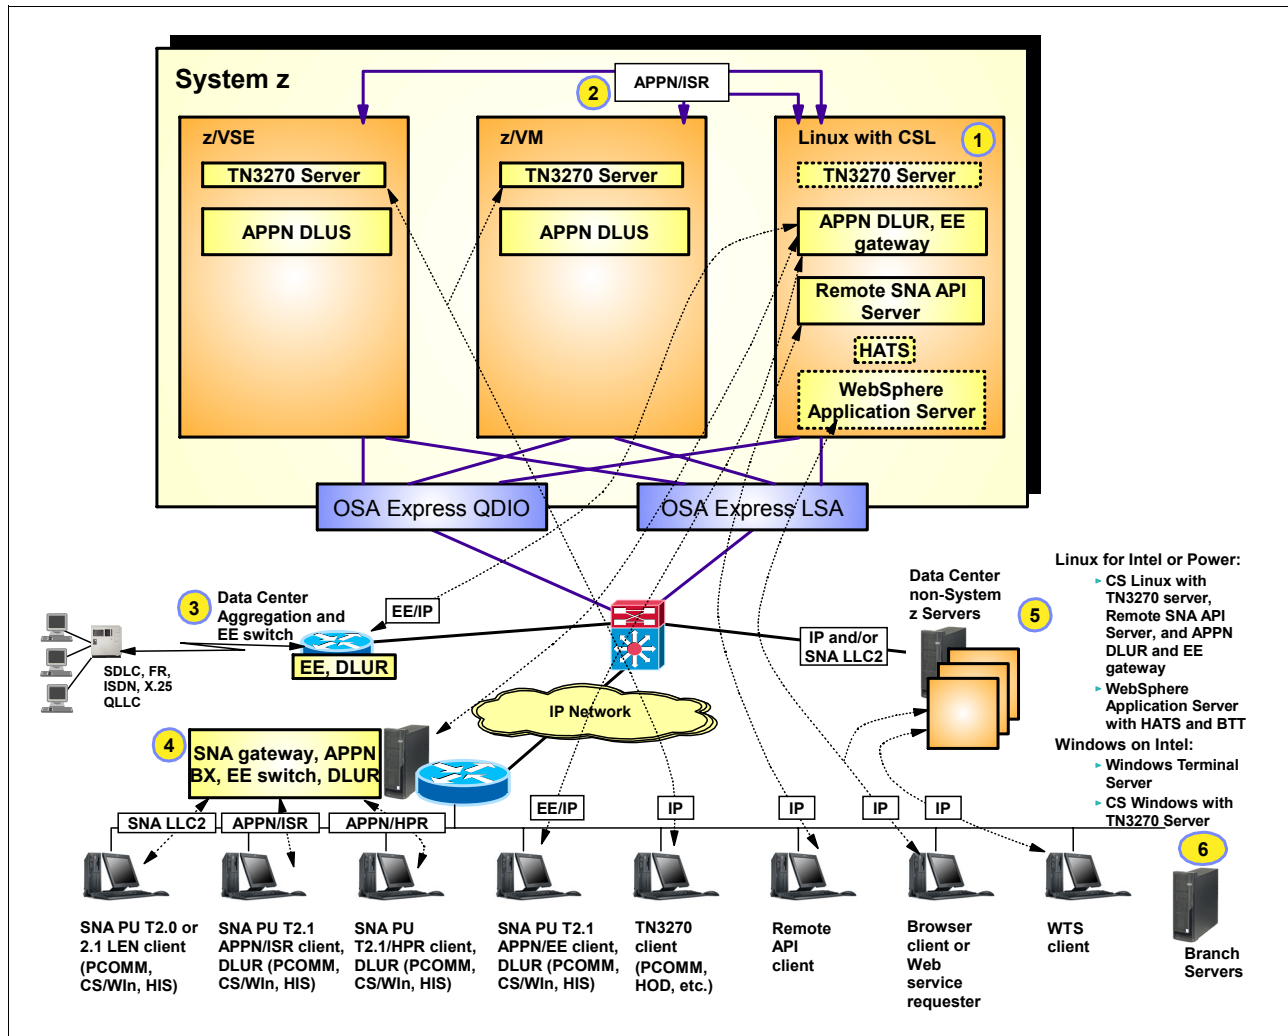 System z
2
APPN/ISR
z/VSE
TN3270 Server
APPN DLUS
z/VM
TN3270 Server
APPN DLUS
Linux with CSL
1
TN3270 Server
APPN DLUR, EE
gateway
Remote SNA API
Server
HATS
WebSphere
Application Server
OSA Express QDIO
OSA Express LSA
3
Data Center
Aggregation and
EE switch
EE/IP
EE, DLUR
SDLC, FR,
ISDN, X.25
QLLC
IP and/or
SNA LLC2
Data Center
non-System
z Servers
5
Linux for Intel or Power:
CS Linux with
TN3270 server,
Remote SNA API
Server, and APPN
DLUR and EE
gateway
WebSphere
Application Server
with HATS and BTT
Windows on Intel:
Windows Terminal
Server
CS Windows with
TN3270 Server
IP Network
4
SNA gateway, APPN
BX, EE switch, DLUR
SNA LLC2
APPN/ISR
APPN/HPR
EE/IP
IP
IP
IP
IP
6
SNA PU T2.0 or
2.1 LEN client
(PCOMM,
CS/WIn, HIS)
SNA PU T2.1
APPN/ISR client,
DLUR (PCOMM,
CS/WIn, HIS)
SNA PU
T2.1/HPR client,
DLUR (PCOMM,
CS/WIn, HIS)
SNA PU T2.1
APPN/EE client,
DLUR (PCOMM,
CS/WIn, HIS)
TN3270
client
(PCOMM,
HOD, etc.)
Remote
API
client
Browser
client or
Web
service
requester
WTS
client
Branch
Servers